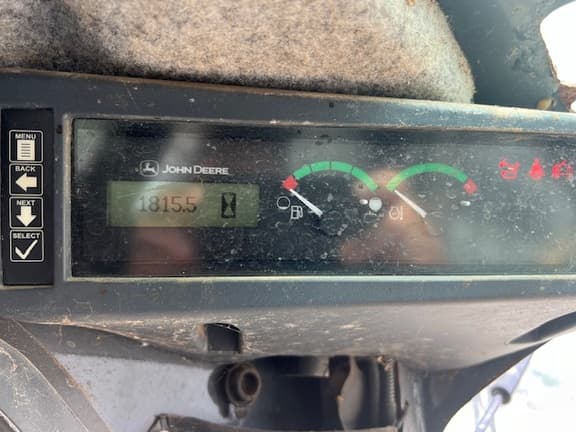 MENU
BACK
NEXT
SELECT
JOHN DEERE
1815.5